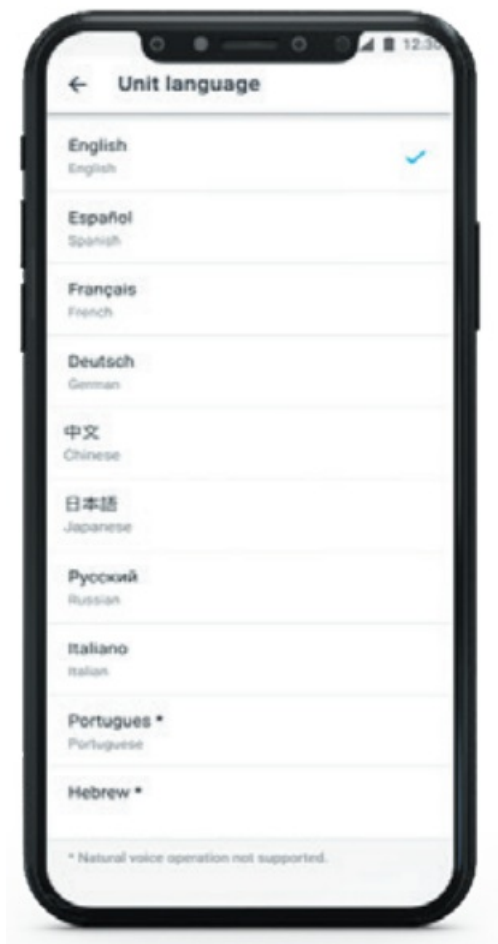 12:30
Unit language
English
English
Español
Spanish
Français
French
Deutsch
German
中文
Chinese
日本語
Japanese
Русский
Russian
Italiano
Italian
Portugues *
Portuguese
Hebrew *
* Natural voice operation not supported.